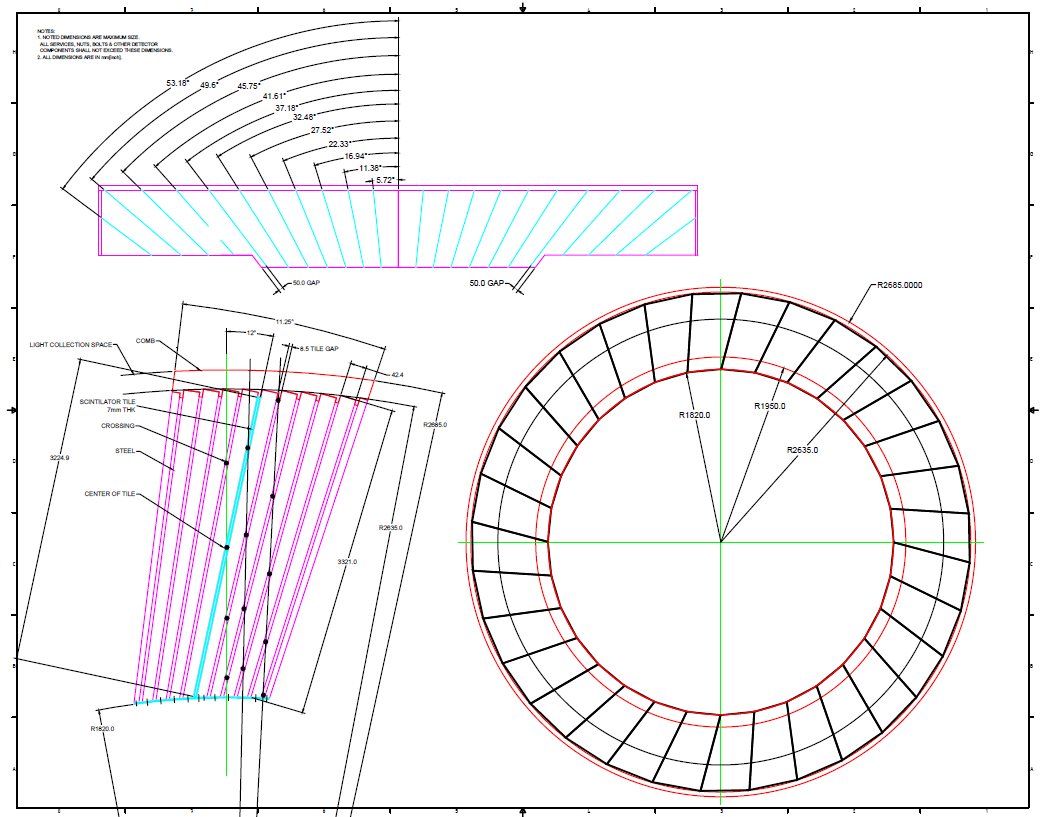 NOTES:
1. NOTED DIMENSIONS ARE MAXIMUM SIZE.
ALL SERVICES, NUTS, BOLTS & OTHER DETECTOR
COMPONENTS SHALL NOT EXCEED THESE DIMENSIONS.
2. ALL DIMENSIONS ARE IN mm[inch].
53.18°
49.6°
45.75°
41.61°
37.18°
32.48°
27.52°
22.33°
16.94°
11.38°
5.72°
50.0 GAP
50.0 GAP
R2685.0000
11.25°
12°
LIGHT COLLECTION SPACE
COMB
8.5 TILE GAP
42.4
SCINTILATOR TILE
7mm THK
CROSSING
STEEL
3224.9
CENTER OF TILE
R2685.0
R2635.0
3321.0
R1820.0
R1820.0
R1950.0
R2635.0